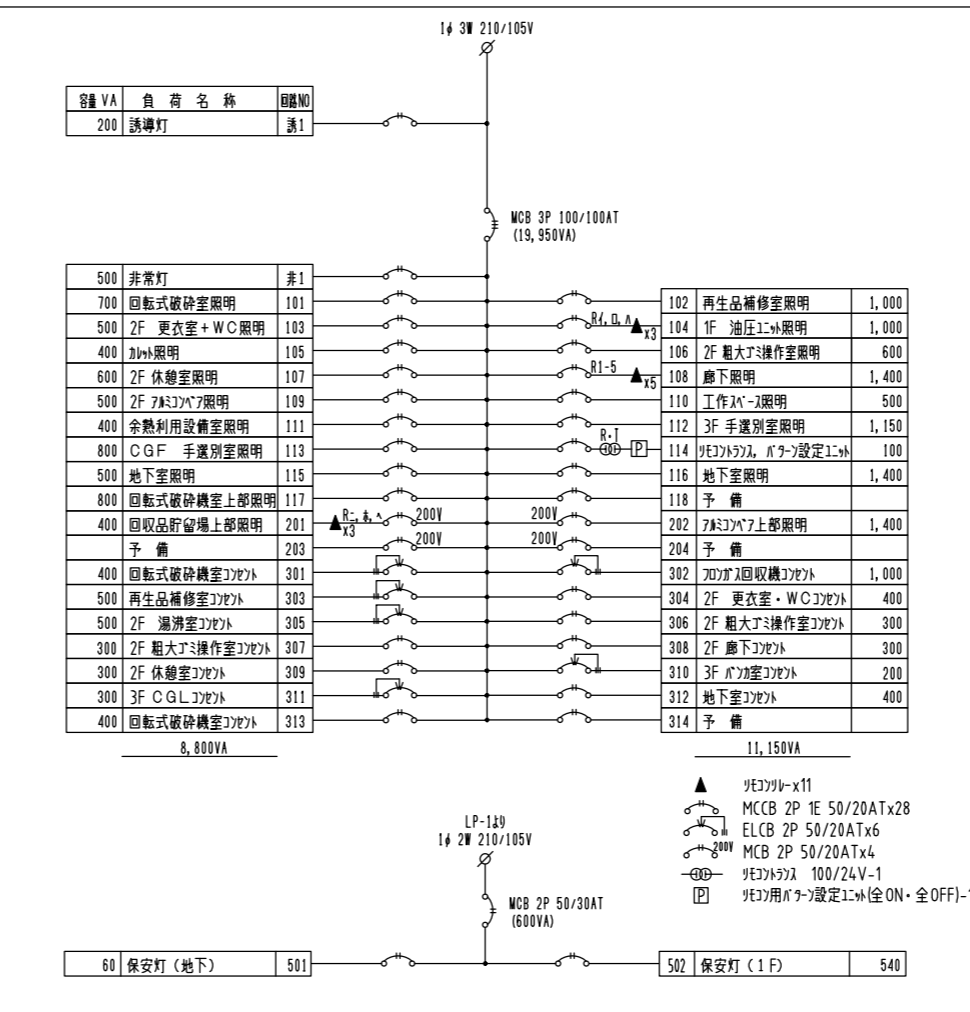 1φ 3W 210/105V
容量 VA 負 荷 名 称 回路NO
200 誘導灯 誘1
MCB 3P 100/100AT
(19,950VA)
500 非常灯 非1
700 回転式破砕室照明 101 102 再生品補修室照明 1,000
500 2F 更衣室+WC照明 103 Rイ,ロ,ハ x3 104 1F 油圧ユニット照明 1,000
400 カレット照明 105 106 2F 粗大ゴミ操作室照明 600
600 2F 休憩室照明 107 R1-5 x5 108 廊下照明 1,400
500 2F アルミコンベア照明 109 110 工作スペース照明 500
400 余熱利用設備室照明 111 112 3F 手選別室照明 1,150
800 CGF 手選別室照明 113 R・T P 114 リモコントランス, パターン設定ユニット 100
500 地下室照明 115 116 地下室照明 1,400
800 回転式破砕機室上部照明 117 118 予 備
400 回収品貯留場上部照明 201 Rニ,ホ,ヘ x3 200V 200V 202 アルミコンベア上部照明 1,400
予 備 203 200V 200V 204 予 備
400 回転式破砕機室コンセント 301 302 フロンガス回収機コンセント 1,000
500 再生品補修室コンセント 303 304 2F 更衣室・WCコンセント 400
500 2F 湯沸室コンセント 305 306 2F 粗大ゴミ操作室コンセント 300
300 2F 粗大ゴミ操作室コンセント 307 308 2F 廊下コンセント 300
300 2F 休憩室コンセント 309 310 3F バンカ室コンセント 200
300 3F CGLコンセント 311 312 地下室コンセント 400
400 回転式破砕機室コンセント 313 314 予 備
8,800VA 11,150VA
リモコンリレーx11
MCCB 2P 1E 50/20ATx28
ELCB 2P 50/20ATx6
200V MCB 2P 50/20ATx4
リモコントランス 100/24V-1
P リモコン用パターン設定ユニット(全ON・全OFF)-1
LP-1より
1φ 2W 210/105V
MCB 2P 50/30AT
(600VA)
60 保安灯(地下) 501 502 保安灯(1F) 540